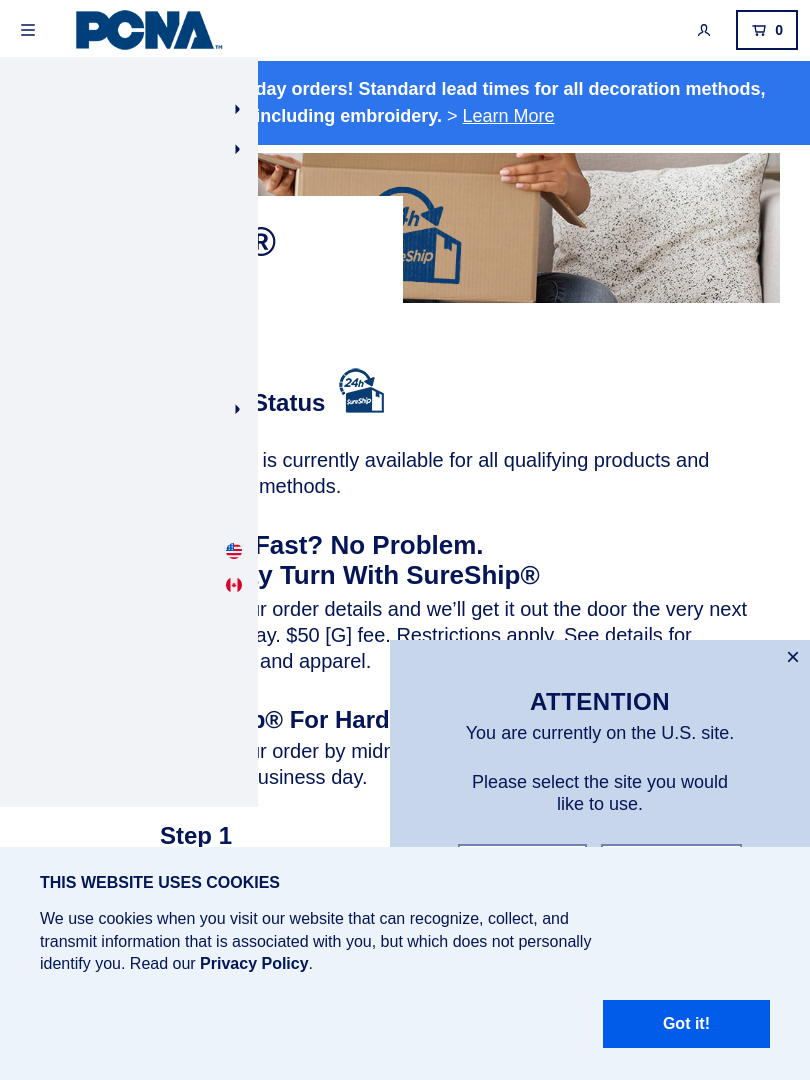 PCNA™
0
day orders! Standard lead times for all decoration methods,
including embroidery. > Learn More
24h
SureShip
®
Status
24h
SureShip
is currently available for all qualifying products and
methods.
Fast? No Problem.
y Turn With SureShip®
r order details and we’ll get it out the door the very next
ay. $50 [G] fee. Restrictions apply. See details for
and apparel.
® For Hard
r order by midn
usiness day.
Step 1
×
ATTENTION
You are currently on the U.S. site.
Please select the site you would
like to use.
THIS WEBSITE USES COOKIES
We use cookies when you visit our website that can recognize, collect, and
transmit information that is associated with you, but which does not personally
identify you. Read our Privacy Policy.
Got it!